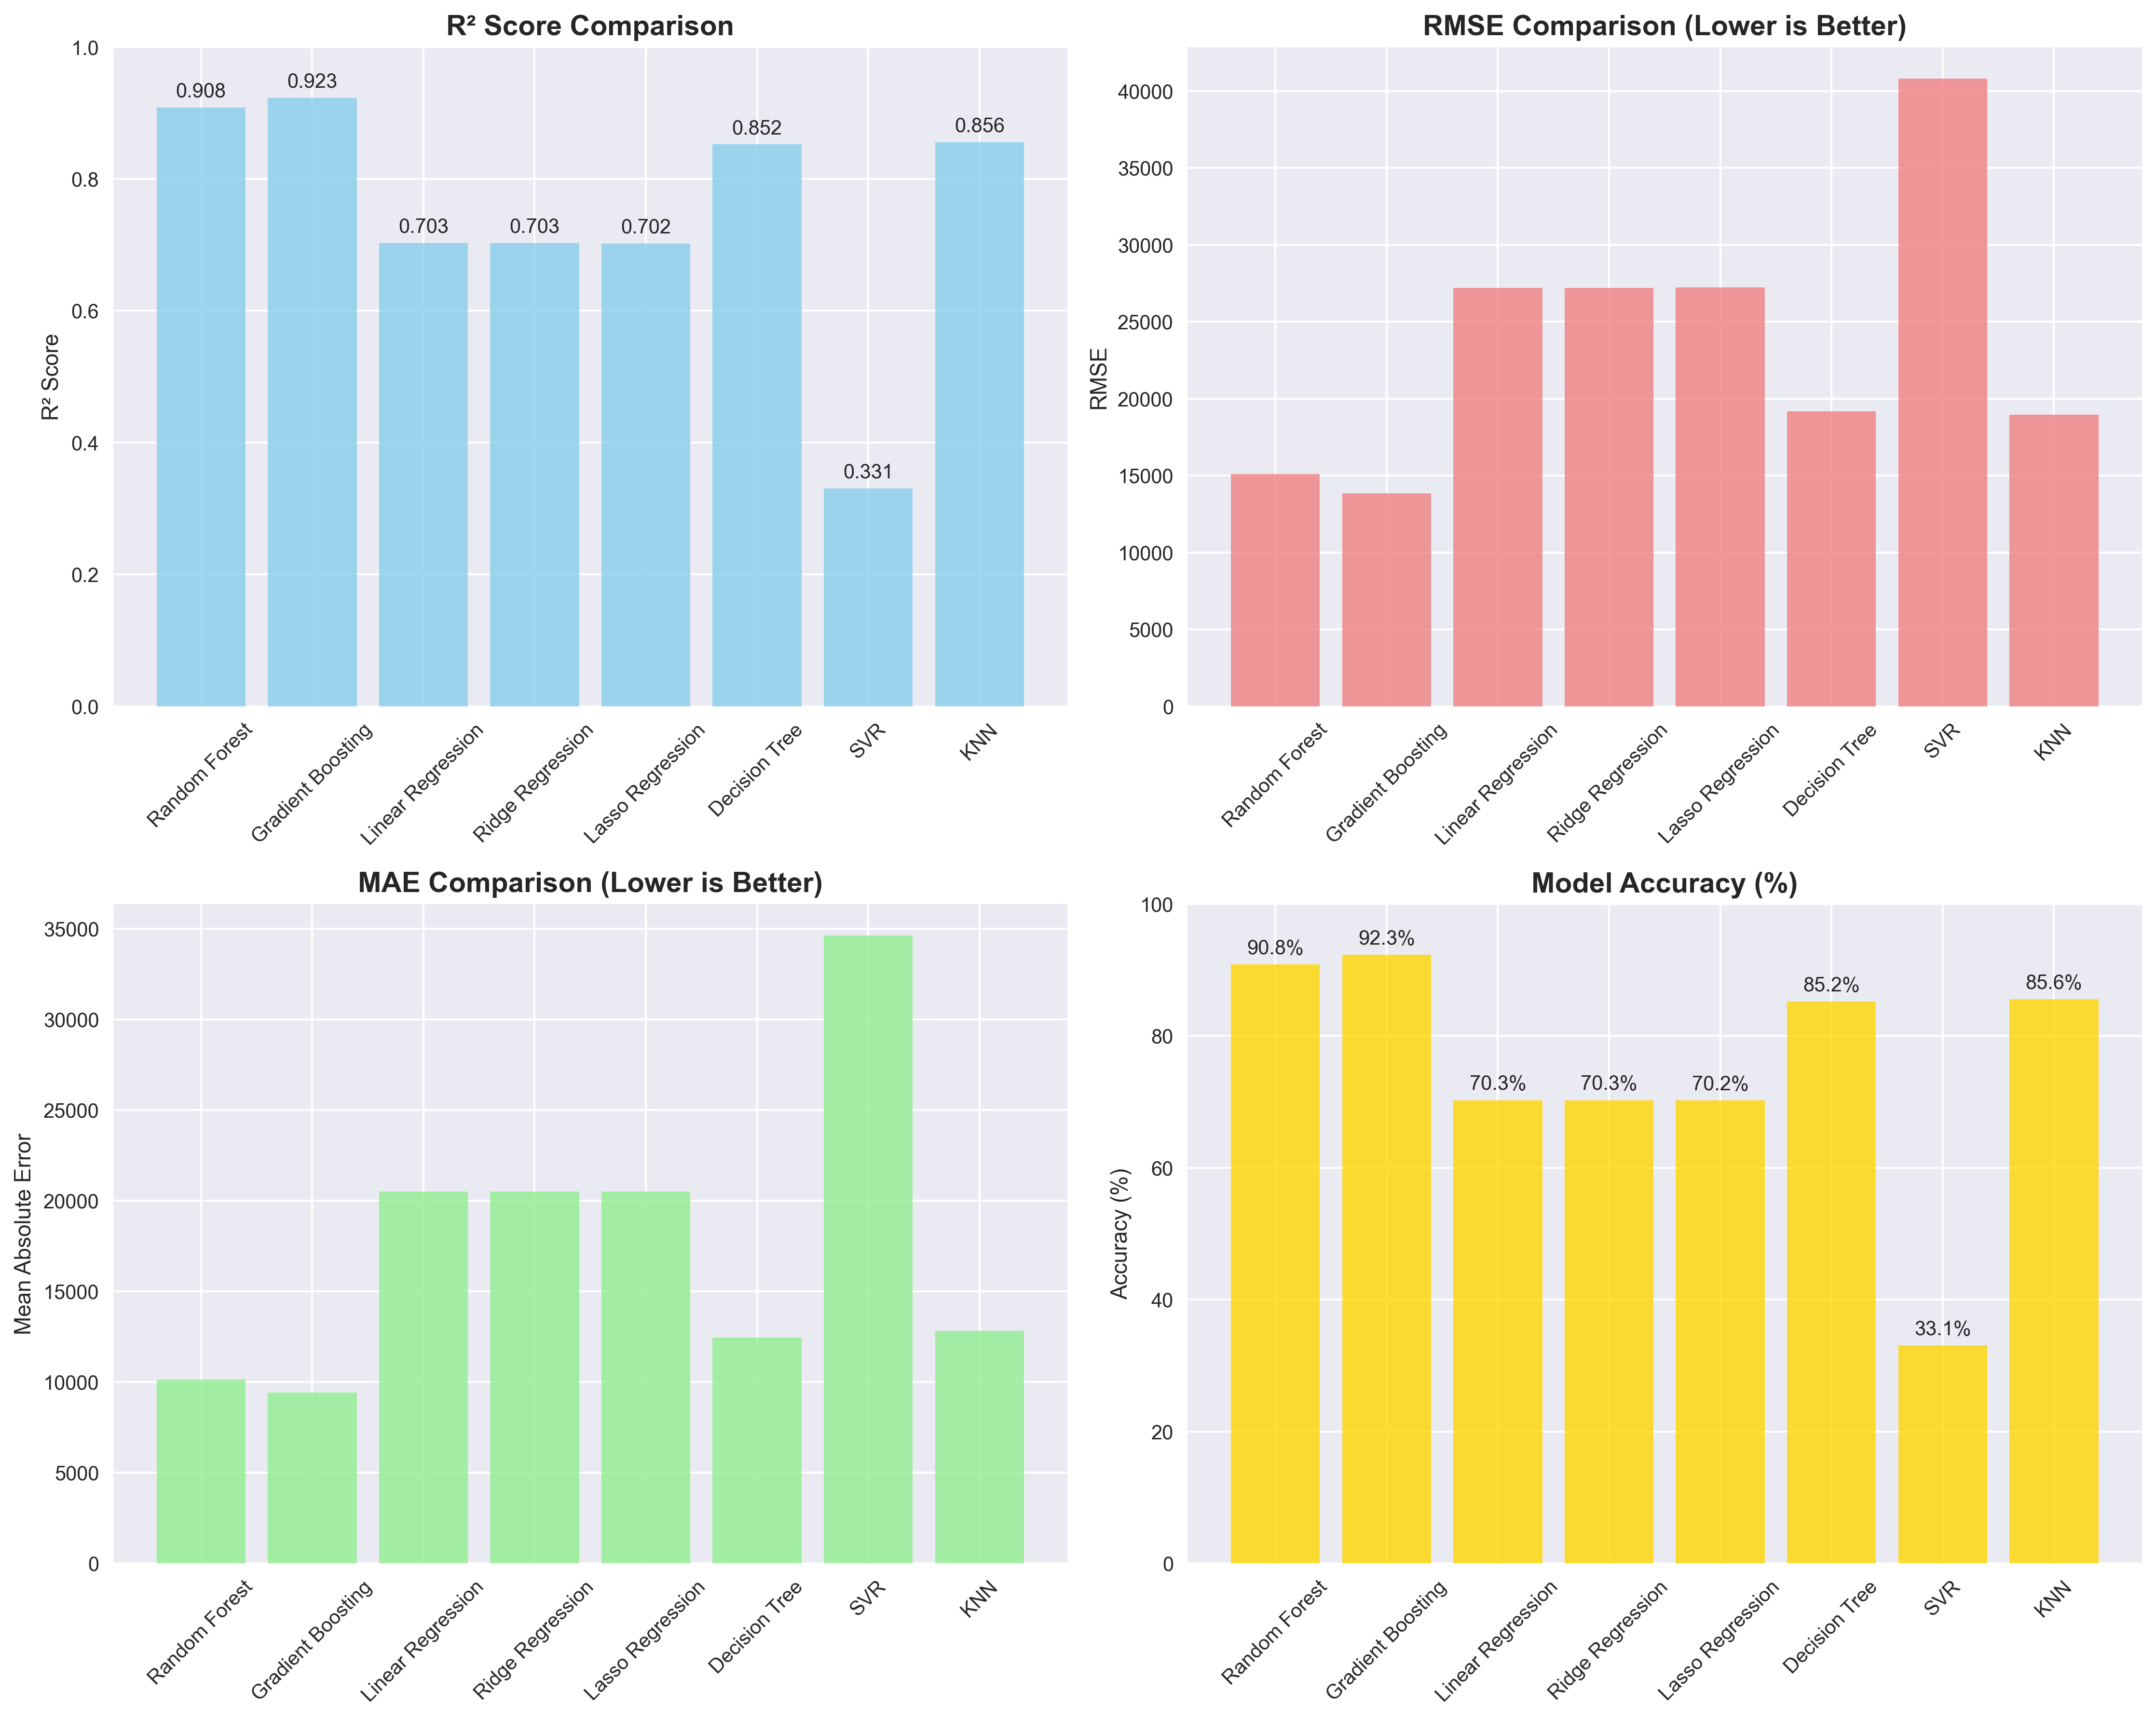 R² Score Comparison
R² Score
1.0
0.8
0.6
0.4
0.2
0.0
0.908
0.923
0.703
0.703
0.702
0.852
0.331
0.856
Random Forest
Gradient Boosting
Linear Regression
Ridge Regression
Lasso Regression
Decision Tree
SVR
KNN
RMSE Comparison (Lower is Better)
RMSE
40000
35000
30000
25000
20000
15000
10000
5000
0
Random Forest
Gradient Boosting
Linear Regression
Ridge Regression
Lasso Regression
Decision Tree
SVR
KNN
MAE Comparison (Lower is Better)
Mean Absolute Error
35000
30000
25000
20000
15000
10000
5000
0
Random Forest
Gradient Boosting
Linear Regression
Ridge Regression
Lasso Regression
Decision Tree
SVR
KNN
Model Accuracy (%)
Accuracy (%)
100
80
60
40
20
0
90.8%
92.3%
70.3%
70.3%
70.2%
85.2%
33.1%
85.6%
Random Forest
Gradient Boosting
Linear Regression
Ridge Regression
Lasso Regression
Decision Tree
SVR
KNN